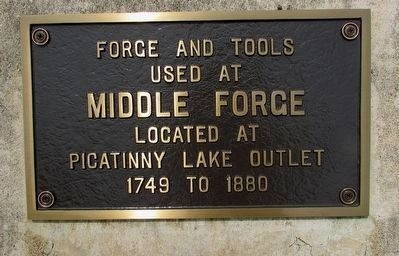 FORGE AND TOOLS
USED AT
MIDDLE FORGE
LOCATED AT
PICATINNY LAKE OUTLET
1749 TO 1880